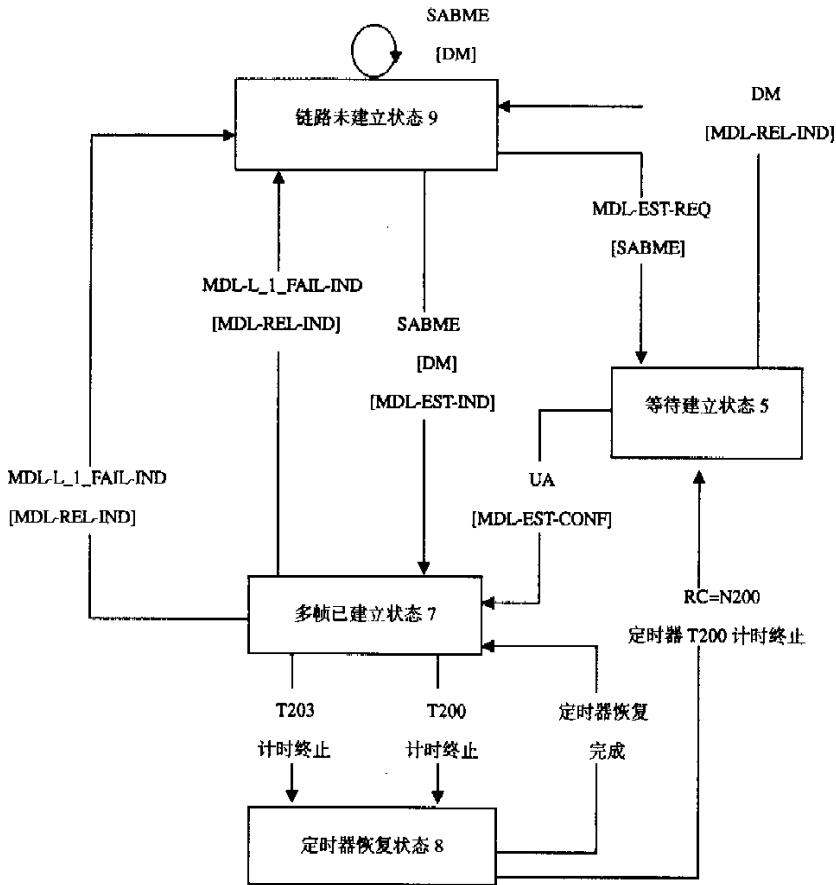 SABME
[DM]
链路未建立状态 9
DM
[MDL-REL-IND]
MDL-EST-REQ
[SABME]
MDL-L_1_FAIL-IND
[MDL-REL-IND]
SABME
[DM]
[MDL-EST-IND]
等待建立状态 5
MDL-L_1_FAIL-IND
[MDL-REL-IND]
UA
[MDL-EST-CONF]
多帧已建立状态 7
RC=N200
定时器 T200 计时终止
T203
计时终止
T200
计时终止
定时器恢复
完成
定时器恢复状态 8